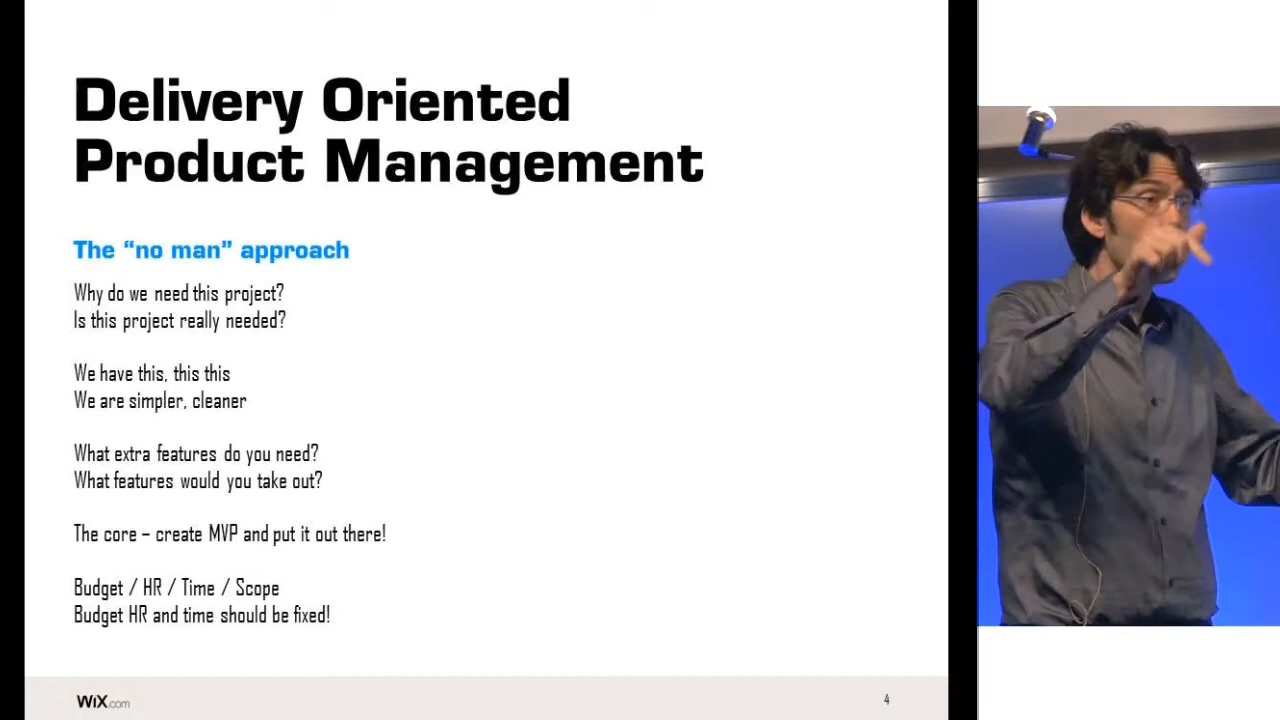 Delivery Oriented
Product Management
The “no man” approach
Why do we need this project?
Is this project really needed?
We have this, this this
We are simpler, cleaner
What extra features do you need?
What features would you take out?
The core – create MVP and put it out there!
Budget / HR / Time / Scope
Budget HR and time should be fixed!
WiX.com
4